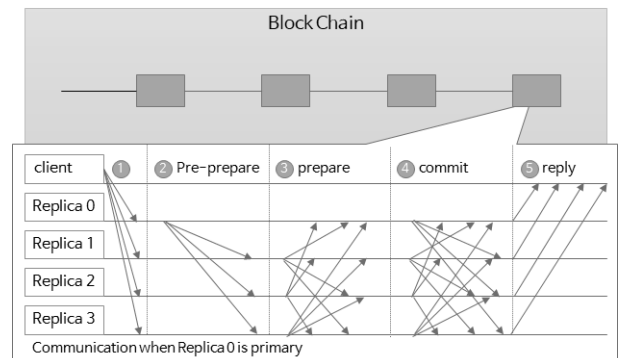 Block Chain
client ① ② Pre-prepare ③ prepare ④ commit ⑤ reply
Replica 0
Replica 1
Replica 2
Replica 3
Communication when Replica 0 is primary